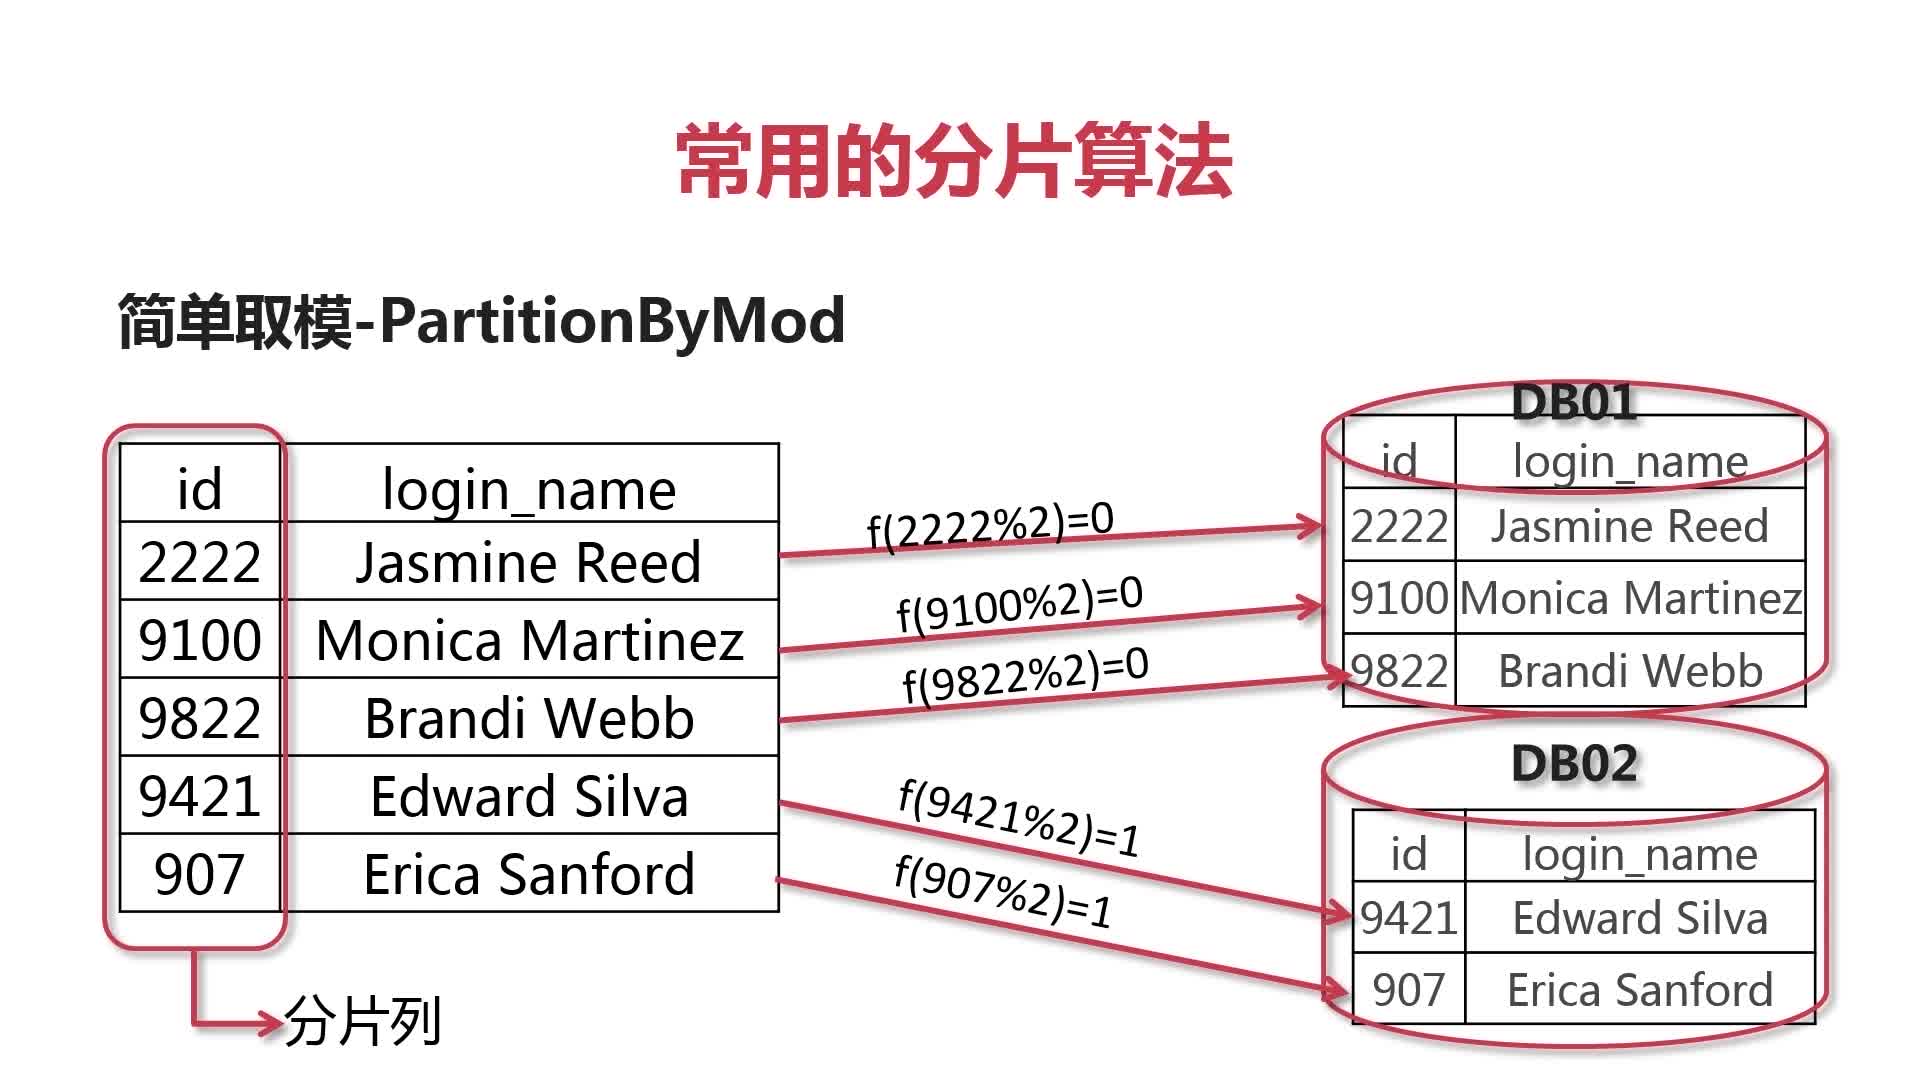 常用的分片算法
简单取模-PartitionByMod
id login_name
2222 Jasmine Reed
9100 Monica Martinez
9822 Brandi Webb
9421 Edward Silva
907 Erica Sanford
分片列
f(2222%2)=0
f(9100%2)=0
f(9822%2)=0
f(9421%2)=1
f(907%2)=1
DB01
id login_name
2222 Jasmine Reed
9100 Monica Martinez
9822 Brandi Webb
DB02
id login_name
9421 Edward Silva
907 Erica Sanford